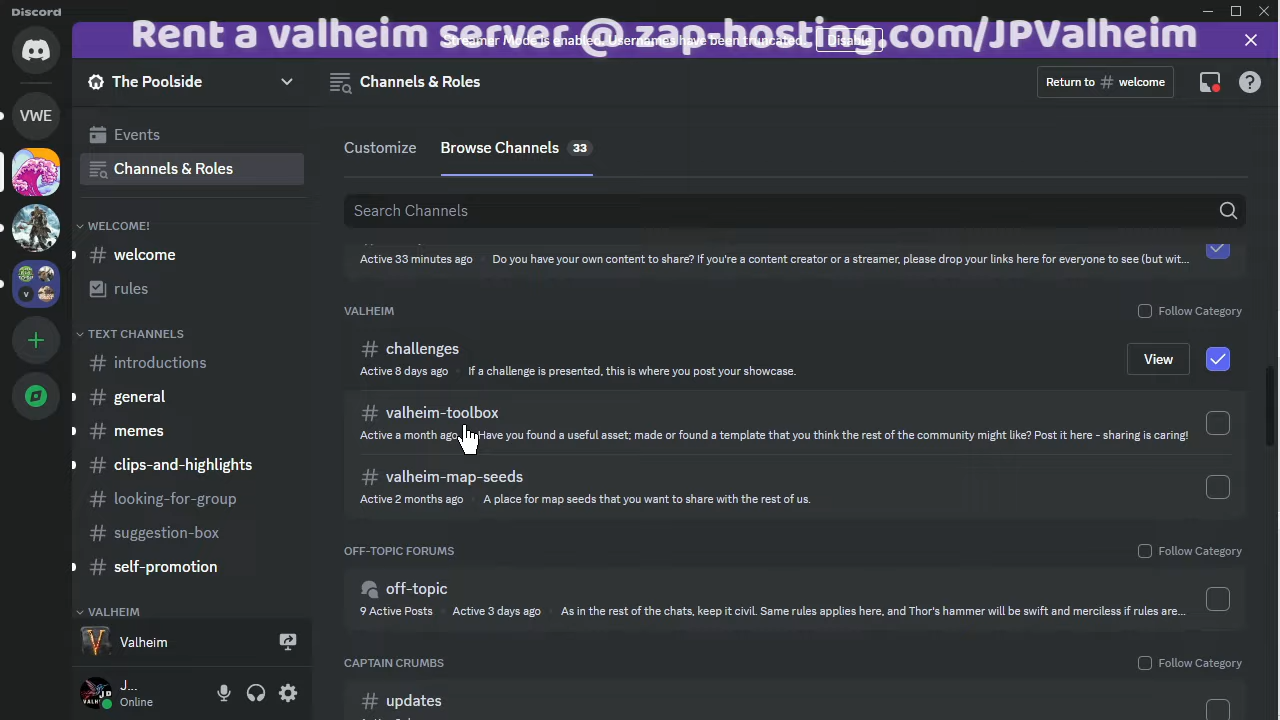 Discord
Rent a valheim server @ zap-hosting.com/JPValheim
Streamer Mode is enabled. Usernames have been truncated.
Disable
The Poolside
Channels & Roles
Return to # welcome
Events
Channels & Roles
VWE
WELCOME!
welcome
rules
TEXT CHANNELS
introductions
general
memes
clips-and-highlights
looking-for-group
suggestion-box
self-promotion
VALHEIM
Valheim
J...
Online
Customize
Browse Channels 33
Search Channels
Active 33 minutes ago Do you have your own content to share? If you're a content creator or a streamer, please drop your links here for everyone to see (but wit...
VALHEIM
Follow Category
challenges
Active 8 days ago If a challenge is presented, this is where you post your showcase.
View
valheim-toolbox
Active a month ago Have you found a useful asset; made or found a template that you think the rest of the community might like? Post it here - sharing is caring!
valheim-map-seeds
Active 2 months ago A place for map seeds that you want to share with the rest of us.
OFF-TOPIC FORUMS
Follow Category
off-topic
9 Active Posts Active 3 days ago As in the rest of the chats, keep it civil. Same rules applies here, and Thor's hammer will be swift and merciless if rules are...
CAPTAIN CRUMBS
Follow Category
updates